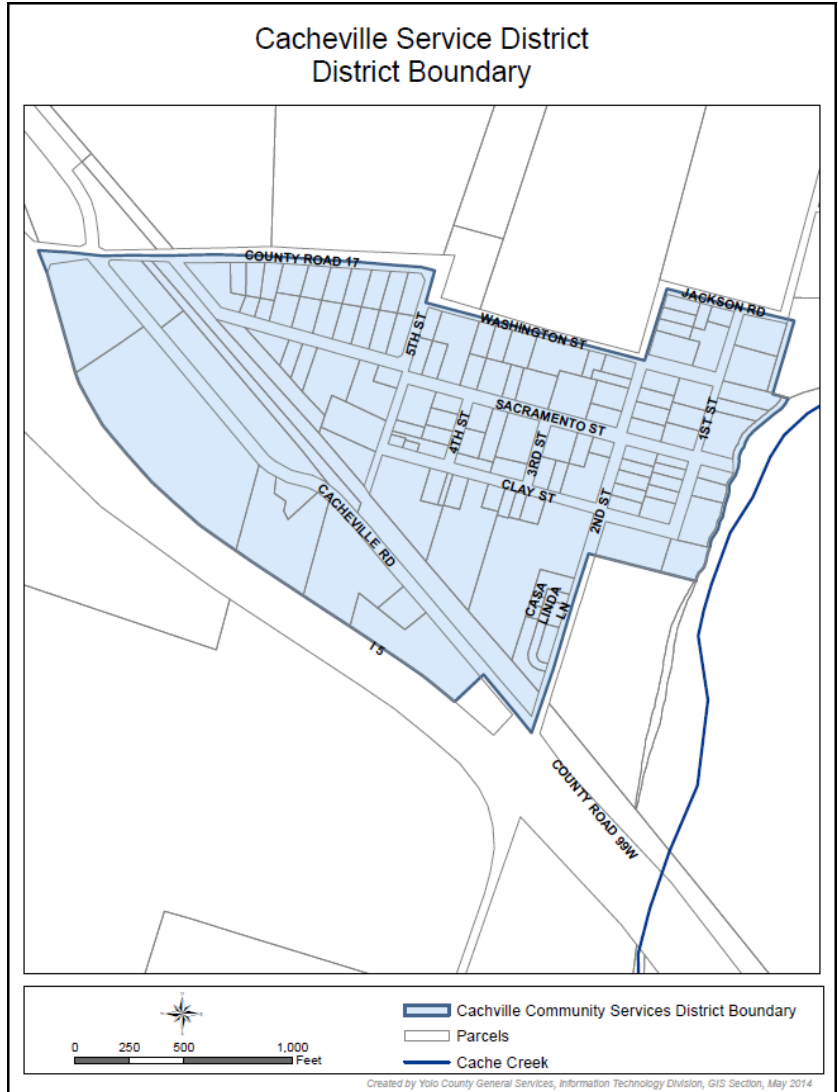 Cacheville Service District
District Boundary
COUNTY ROAD 17
JACKSON RD
WASHINGTON ST
5TH ST
SACRAMENTO ST
1ST ST
4TH ST
3RD ST
CLAY ST
2ND ST
CACHEVILLE RD
CASA
LINDA
LN
I 5
COUNTY ROAD 99W
Cachville Community Services District Boundary
Parcels
Cache Creek
0 250 500 1,000
Feet
Created by Yolo County General Services, Information Technology Division, GIS Section, May 2014